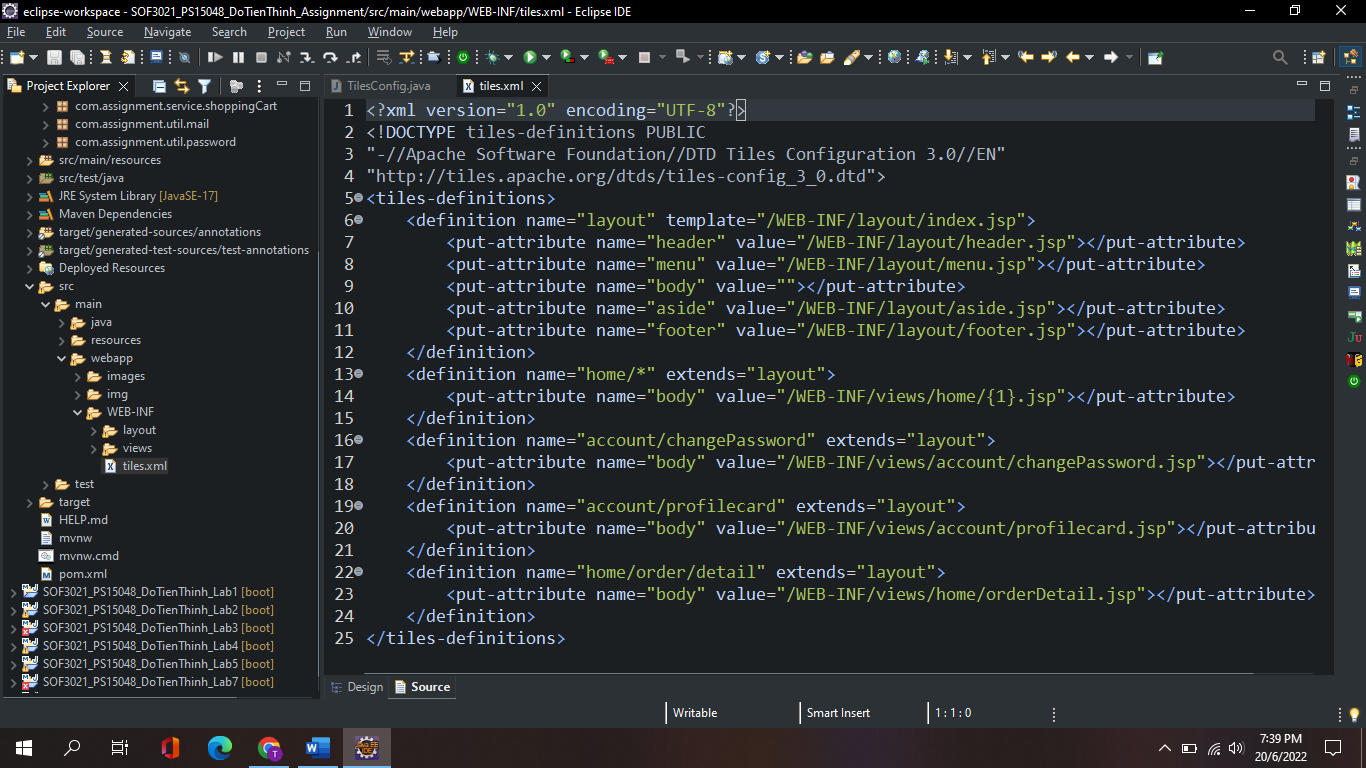 eclipse-workspace - SOF3021_PS15048_DoTienThinh_Assignment/src/main/webapp/WEB-INF/tiles.xml - Eclipse IDE
File Edit Source Navigate Search Project Run Window Help
Project Explorer
com.assignment.service.shoppingCart
com.assignment.util.mail
com.assignment.util.password
src/main/resources
src/test/java
JRE System Library [JavaSE-17]
Maven Dependencies
target/generated-sources/annotations
target/generated-test-sources/test-annotations
Deployed Resources
src
main
java
resources
webapp
images
img
WEB-INF
layout
views
tiles.xml
test
target
HELP.md
mvnw
mvnw.cmd
pom.xml
SOF3021_PS15048_DoTienThinh_Lab1 [boot]
SOF3021_PS15048_DoTienThinh_Lab2 [boot]
SOF3021_PS15048_DoTienThinh_Lab3 [boot]
SOF3021_PS15048_DoTienThinh_Lab4 [boot]
SOF3021_PS15048_DoTienThinh_Lab5 [boot]
SOF3021_PS15048_DoTienThinh_Lab7 [boot]
TilesConfig.java tiles.xml
1 <?xml version="1.0" encoding="UTF-8"?>
2 <!DOCTYPE tiles-definitions PUBLIC
3 "-//Apache Software Foundation//DTD Tiles Configuration 3.0//EN"
4 "http://tiles.apache.org/dtds/tiles-config_3_0.dtd">
5 <tiles-definitions>
6 <definition name="layout" template="/WEB-INF/layout/index.jsp">
7 <put-attribute name="header" value="/WEB-INF/layout/header.jsp"></put-attribute>
8 <put-attribute name="menu" value="/WEB-INF/layout/menu.jsp"></put-attribute>
9 <put-attribute name="body" value=""></put-attribute>
10 <put-attribute name="aside" value="/WEB-INF/layout/aside.jsp"></put-attribute>
11 <put-attribute name="footer" value="/WEB-INF/layout/footer.jsp"></put-attribute>
12 </definition>
13 <definition name="home/*" extends="layout">
14 <put-attribute name="body" value="/WEB-INF/views/home/{1}.jsp"></put-attribute>
15 </definition>
16 <definition name="account/changePassword" extends="layout">
17 <put-attribute name="body" value="/WEB-INF/views/account/changePassword.jsp"></put-attr
18 </definition>
19 <definition name="account/profilecard" extends="layout">
20 <put-attribute name="body" value="/WEB-INF/views/account/profilecard.jsp"></put-attribu
21 </definition>
22 <definition name="home/order/detail" extends="layout">
23 <put-attribute name="body" value="/WEB-INF/views/home/orderDetail.jsp"></put-attribute>
24 </definition>
25 </tiles-definitions>
Design Source
Writable Smart Insert 1 : 1 : 0
7:39 PM
20/6/2022